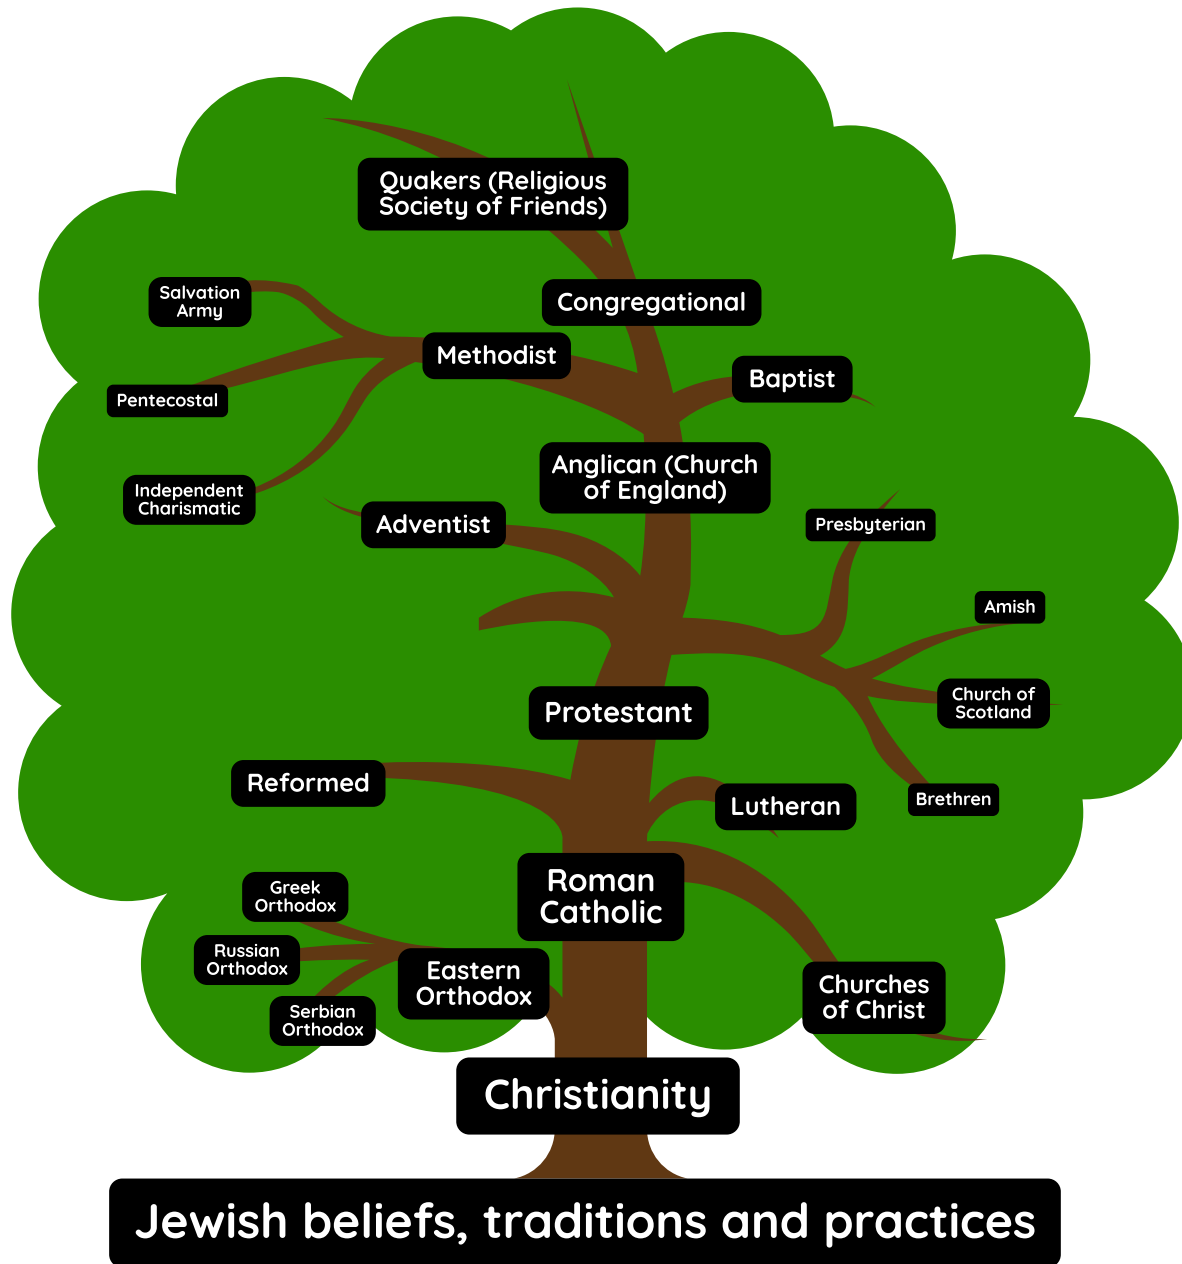 Quakers (Religious
Society of Friends)
Salvation
Army
Congregational
Methodist
Baptist
Pentecostal
Anglican (Church
of England)
Independent
Charismatic
Adventist
Presbyterian
Amish
Church of
Scotland
Protestant
Reformed
Lutheran
Brethren
Roman
Catholic
Greek
Orthodox
Russian
Orthodox
Eastern
Orthodox
Serbian
Orthodox
Churches
of Christ
Christianity
Jewish beliefs, traditions and practices